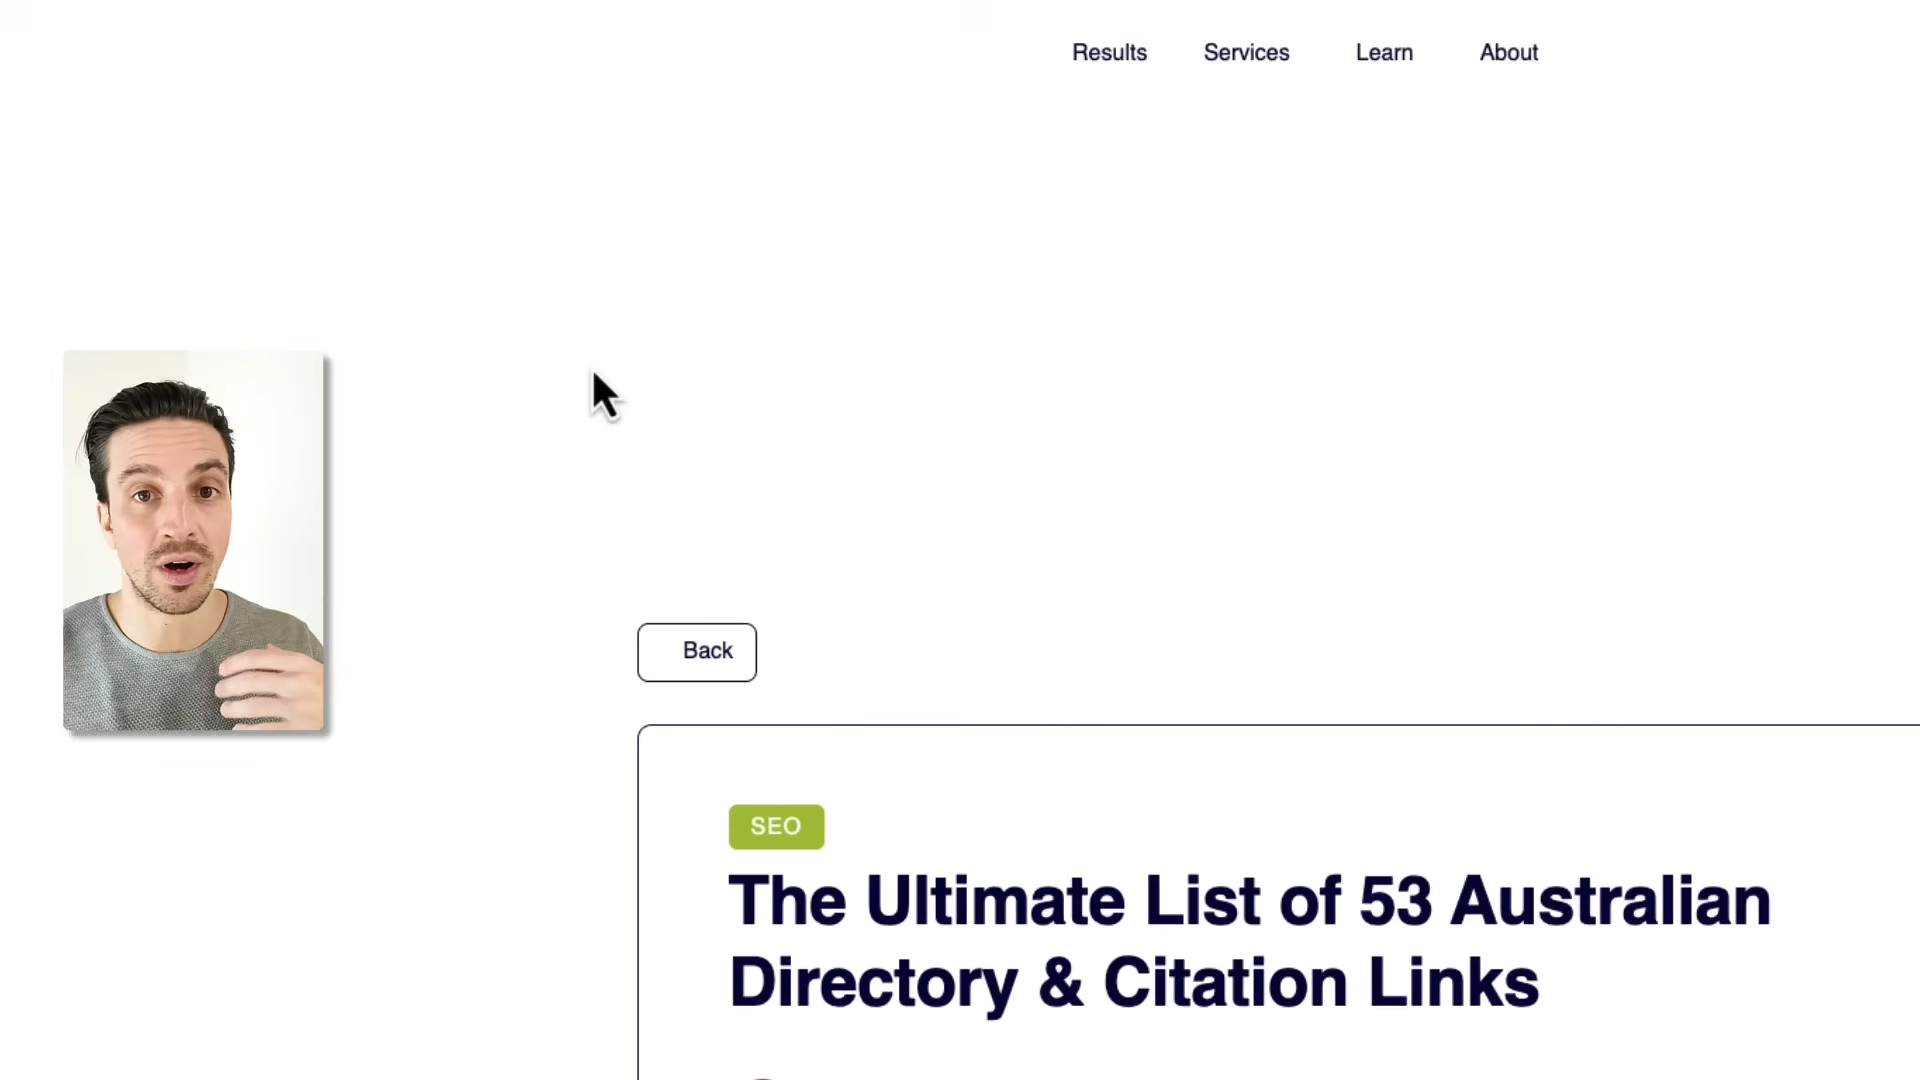 Results Services Learn About
Back
SEO
The Ultimate List of 53 Australian
Directory & Citation Links